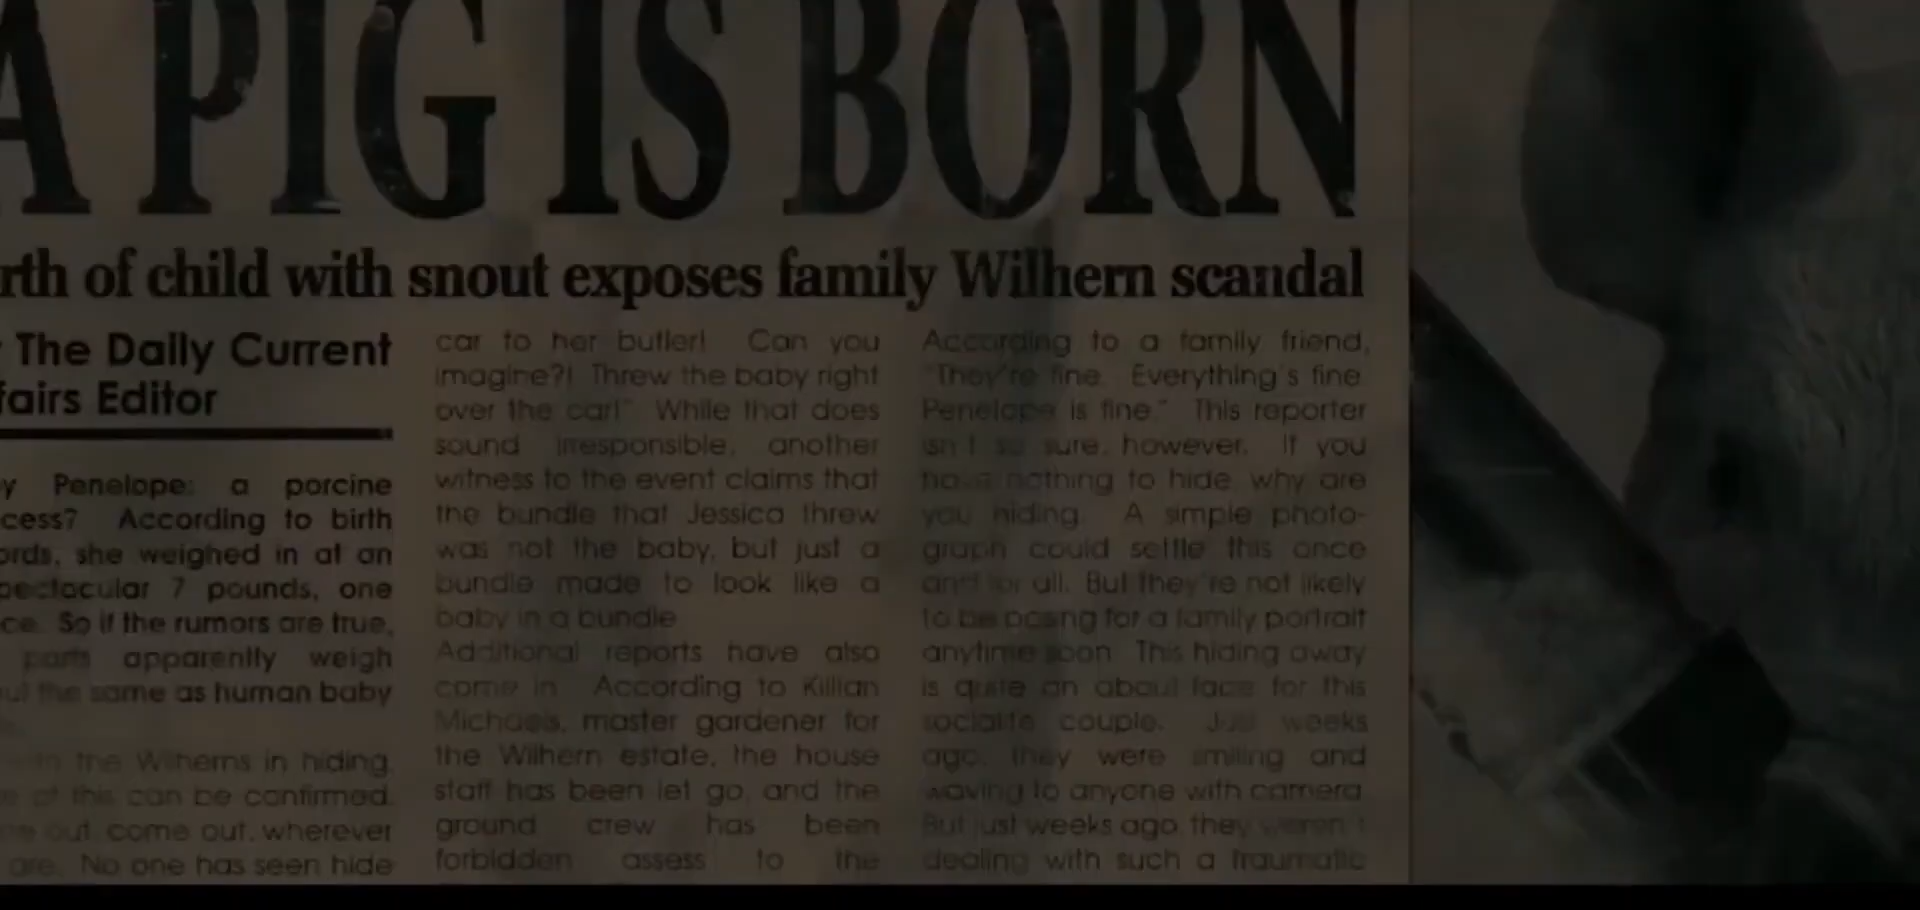 A PIG IS BORN
rth of child with snout exposes family Wilhern scandal
The Daily Current
fairs Editor
y Penelope: a porcine
cess? According to birth
ords, she weighed in at an
pectacular 7 pounds, one
ce. So if the rumors are true,
parts apparently weigh
ut the same as human baby
the Wilherns in hiding,
of this can be confirmed.
out, come out, wherever
are. No one has seen hide
car to her butler! Can you
imagine?! Threw the baby right
over the car!" While that does
sound irresponsible, another
witness to the event claims that
the bundle that Jessica threw
was not the baby, but just a
bundle made to look like a
baby in a bundle.
Additional reports have also
come in. According to Killian
Michaels, master gardener for
the Wilhern estate, the house
staff has been let go, and the
ground crew has been
forbidden assess to the
According to a family friend,
"They're fine. Everything's fine.
Penelope is fine." This reporter
isn't so sure, however. If you
have nothing to hide, why are
you hiding. A simple photo-
graph could settle this once
and for all. But they're not likely
to be posing for a family portrait
anytime soon. This hiding away
is quite an about face for this
socialite couple. Just weeks
ago, they were smiling and
waving to anyone with camera.
But just weeks ago they weren't
dealing with such a traumatic